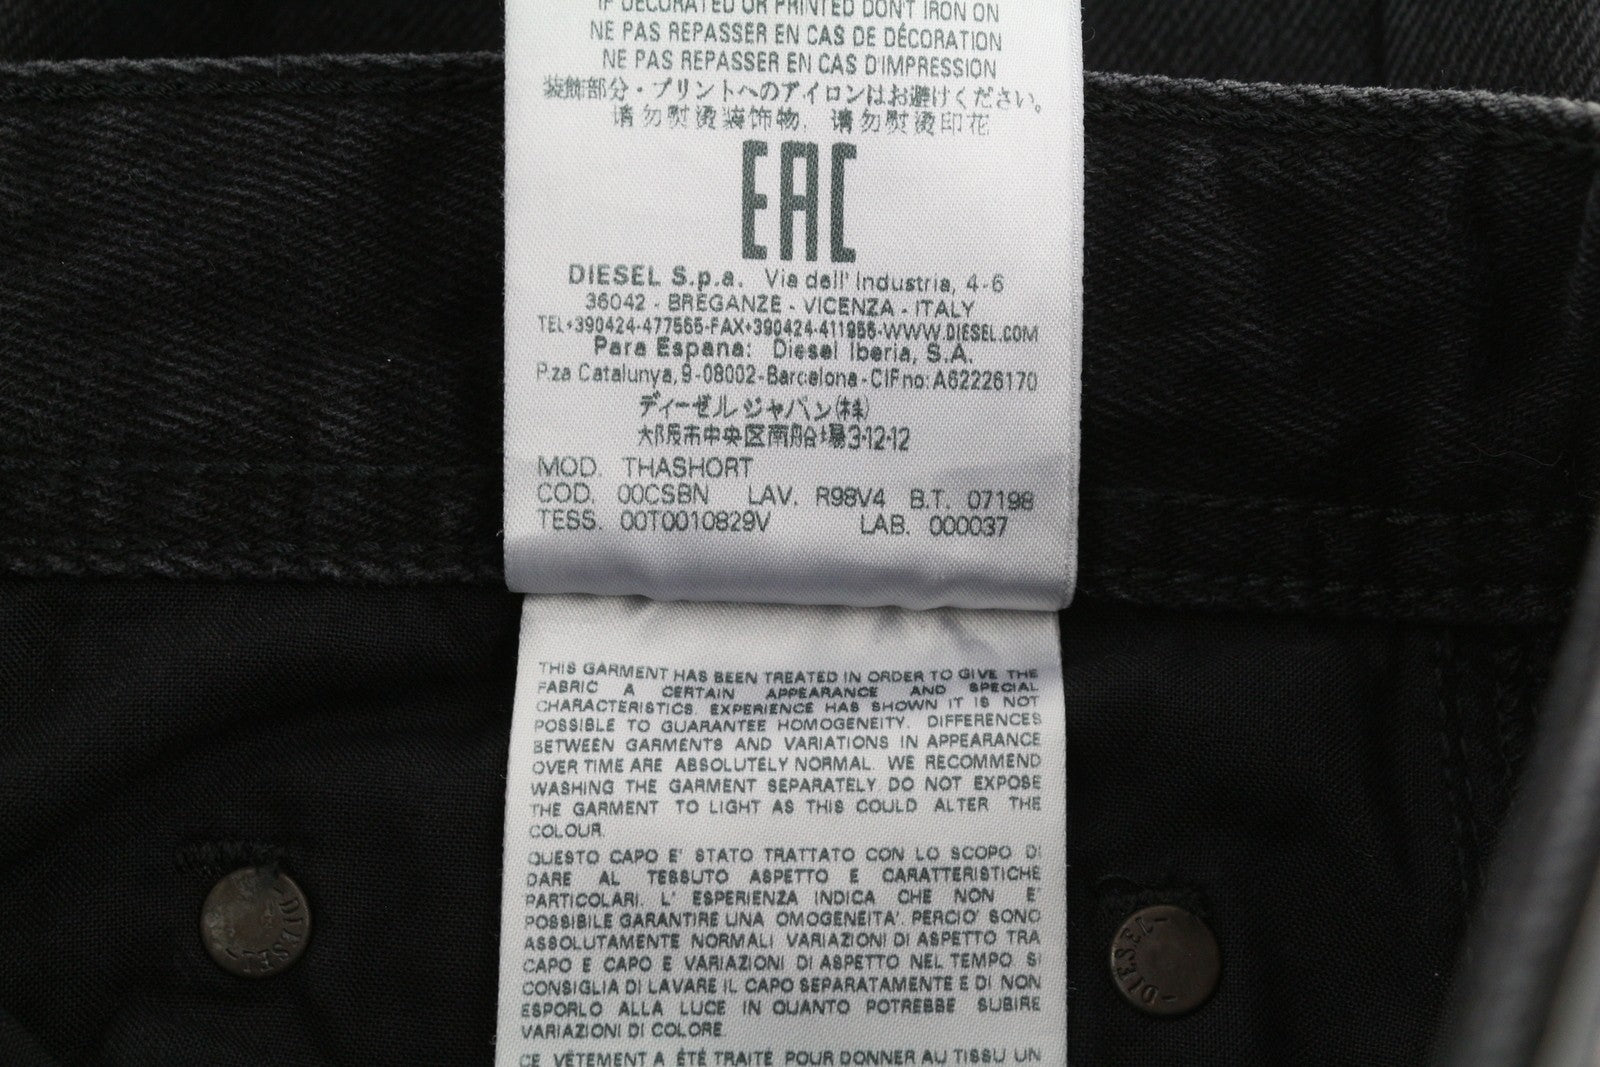 IF DECORATED OR PRINTED DON'T IRON ON
NE PAS REPASSER EN CAS DE DÉCORATION
NE PAS REPASSER EN CAS D'IMPRESSION
装飾部分・プリントへのアイロンはお避けください。
请勿熨烫装饰物, 请勿熨烫印花
EAC
DIESEL S.p.a. Via dell' Industria, 4-6
36042 - BREGANZE - VICENZA - ITALY
TEL+390424-477555-FAX+390424-411955-WWW.DIESEL.COM
Para Espana: Diesel Iberia, S.A.
P.za Catalunya, 9-08002-Barcelona-CIFno: A62226170
ディーゼルジャパン(株)
大阪市中央区南船場3-12-12
MOD. THASHORT
COD. 00CSBN LAV. R98V4 B.T. 07198
TESS. 00T0010829V LAB. 000037
THIS GARMENT HAS BEEN TREATED IN ORDER TO GIVE THE
FABRIC A CERTAIN APPEARANCE AND SPECIAL
CHARACTERISTICS. EXPERIENCE HAS SHOWN IT IS NOT
POSSIBLE TO GUARANTEE HOMOGENEITY. DIFFERENCES
BETWEEN GARMENTS AND VARIATIONS IN APPEARANCE
OVER TIME ARE ABSOLUTELY NORMAL. WE RECOMMEND
WASHING THE GARMENT SEPARATELY DO NOT EXPOSE
THE GARMENT TO LIGHT AS THIS COULD ALTER THE
COLOUR.
QUESTO CAPO E' STATO TRATTATO CON LO SCOPO DI
DARE AL TESSUTO ASPETTO E CARATTERISTICHE
PARTICOLARI. L' ESPERIENZA INDICA CHE NON E'
POSSIBILE GARANTIRE UNA OMOGENEITA'. PERCIO' SONO
ASSOLUTAMENTE NORMALI VARIAZIONI DI ASPETTO TRA
CAPO E CAPO E VARIAZIONI DI ASPETTO NEL TEMPO SI
CONSIGLIA DI LAVARE IL CAPO SEPARATAMENTE E DI NON
ESPORLO ALLA LUCE IN QUANTO POTREBBE SUBIRE
VARIAZIONI DI COLORE
CE VÊTEMENT A ÉTÉ TRAITÉ POUR DONNER AU TISSU UN
-DIESEL-
-DIESEL-